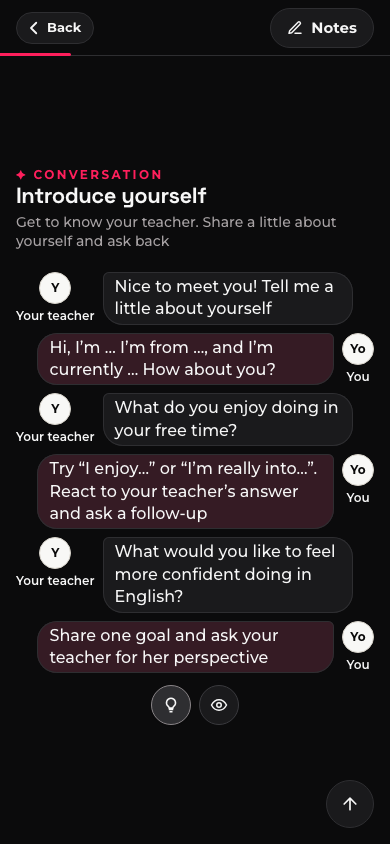 Back
Notes
CONVERSATION
Introduce yourself
Get to know your teacher. Share a little about
yourself and ask back
Y
Your teacher
Nice to meet you! Tell me a
little about yourself
Hi, I’m ... I’m from ..., and I’m
currently ... How about you?
Yo
You
Y
Your teacher
What do you enjoy doing in
your free time?
Try “I enjoy...” or “I’m really into...”.
React to your teacher’s answer
and ask a follow-up
Yo
You
Y
Your teacher
What would you like to feel
more confident doing in
English?
Share one goal and ask your
teacher for her perspective
Yo
You